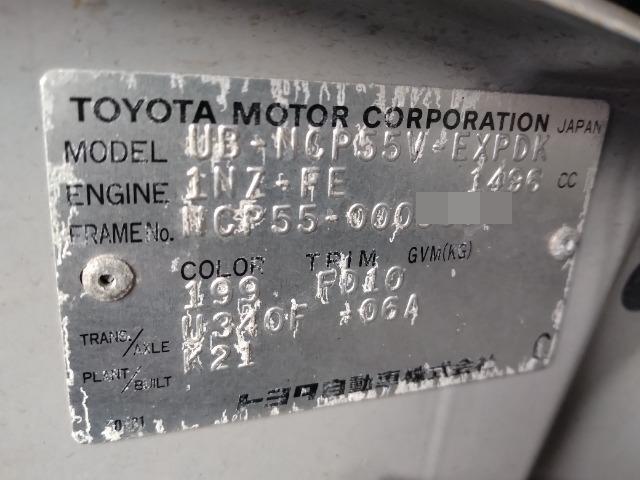 TOYOTA MOTOR CORPORATION JAPAN
MODEL UB-NCP55V-EXPDK
ENGINE 1NZ-FE 1496 CC
FRAME No. NCP55-000
COLOR TRIM GVM(KG)
199 FD10
U340F -06A
TRANS./AXLE
K21
PLANT/BUILT
トヨタ自動車株式会社